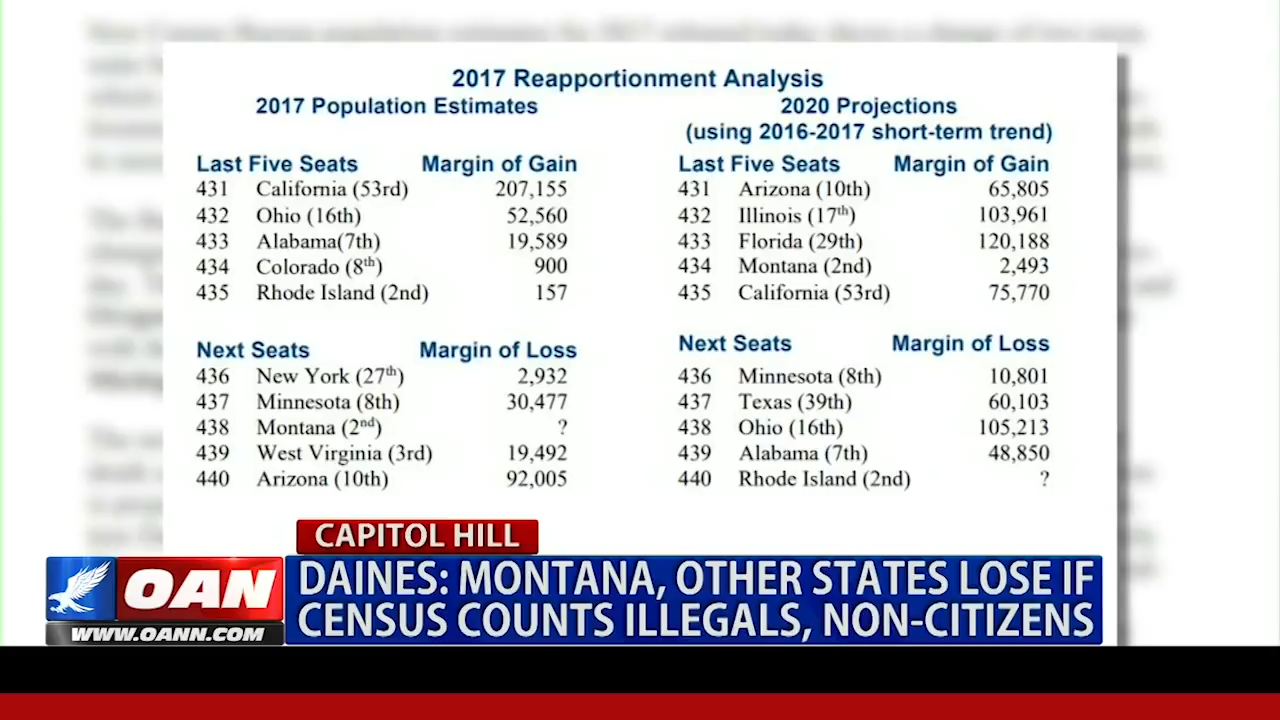 2017 Reapportionment Analysis
2017 Population Estimates
Last Five Seats Margin of Gain
431 California (53rd) 207,155
432 Ohio (16th) 52,560
433 Alabama(7th) 19,589
434 Colorado (8th) 900
435 Rhode Island (2nd) 157
Next Seats Margin of Loss
436 New York (27th) 2,932
437 Minnesota (8th) 30,477
438 Montana (2nd) ?
439 West Virginia (3rd) 19,492
440 Arizona (10th) 92,005
2020 Projections
(using 2016-2017 short-term trend)
Last Five Seats Margin of Gain
431 Arizona (10th) 65,805
432 Illinois (17th) 103,961
433 Florida (29th) 120,188
434 Montana (2nd) 2,493
435 California (53rd) 75,770
Next Seats Margin of Loss
436 Minnesota (8th) 10,801
437 Texas (39th) 60,103
438 Ohio (16th) 105,213
439 Alabama (7th) 48,850
440 Rhode Island (2nd) ?
CAPITOL HILL
OAN
WWW.OANN.COM
DAINES: MONTANA, OTHER STATES LOSE IF
CENSUS COUNTS ILLEGALS, NON-CITIZENS